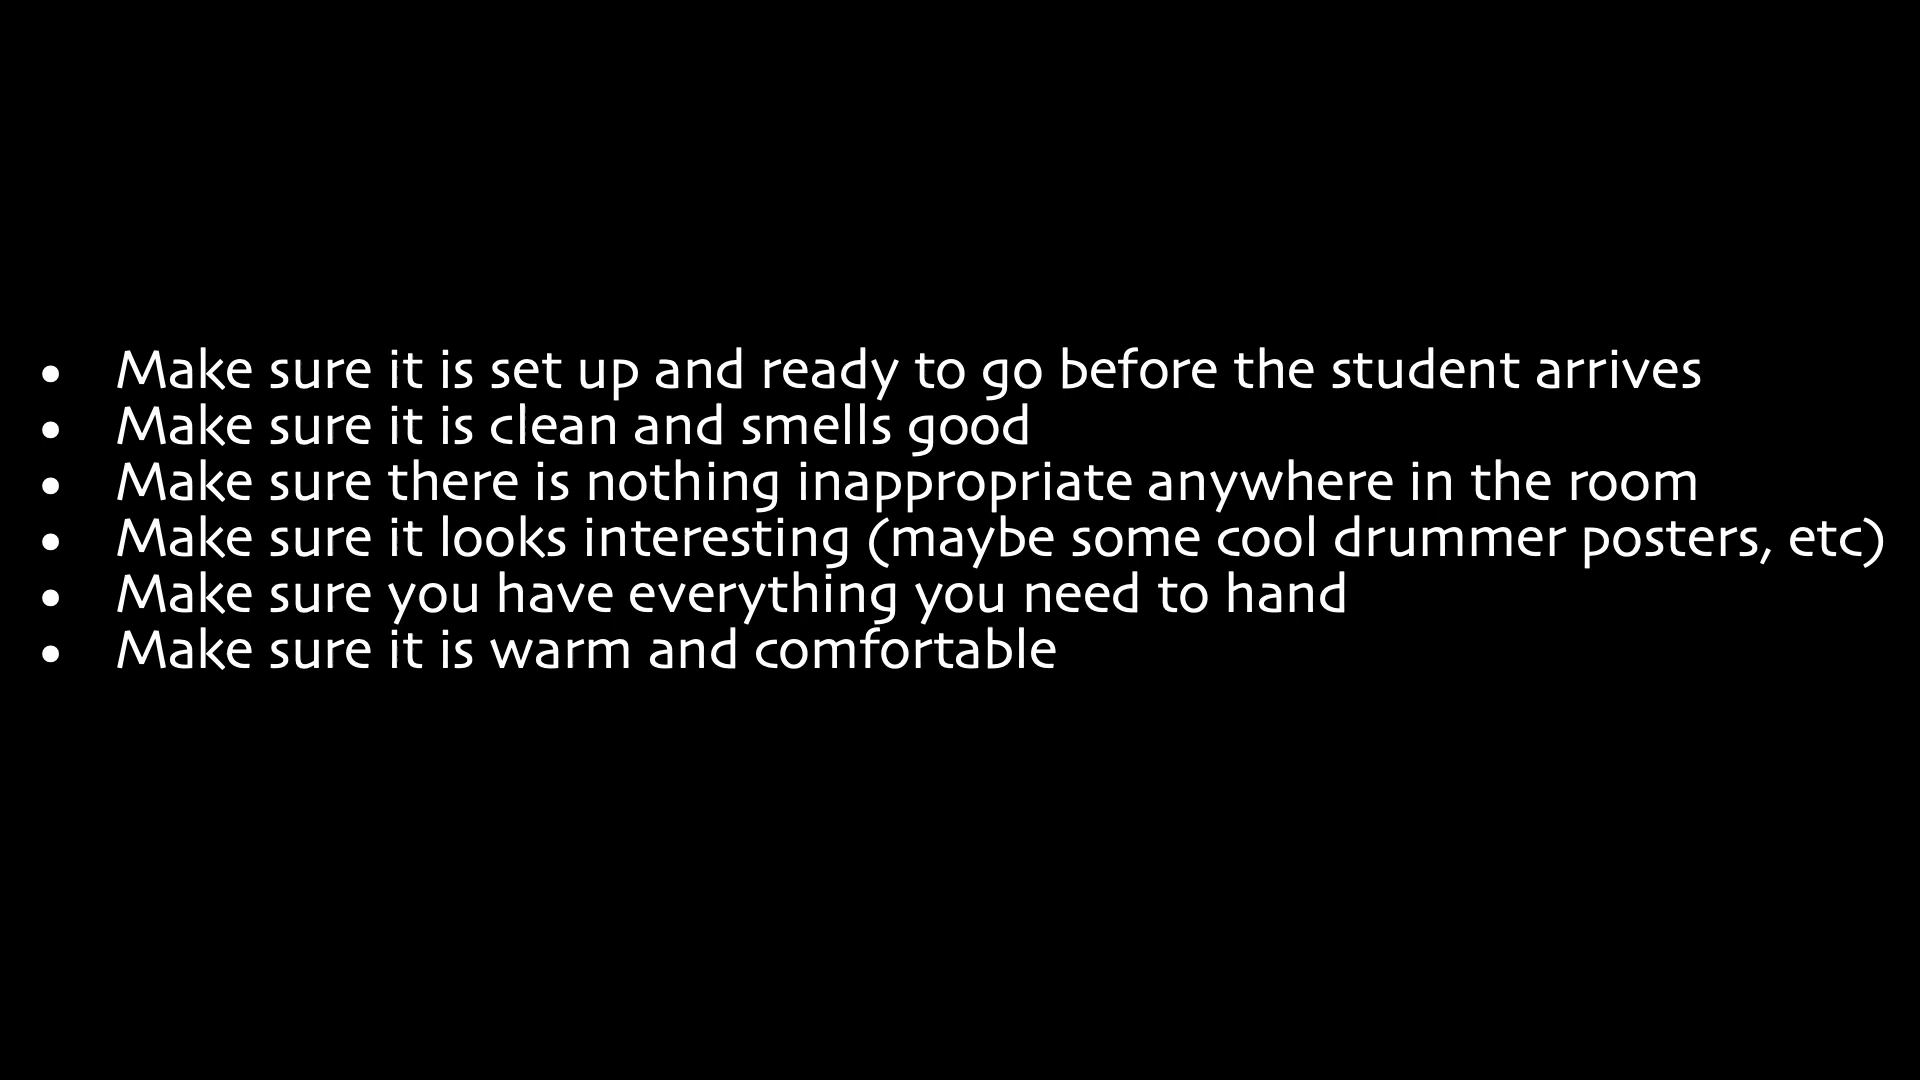 • Make sure it is set up and ready to go before the student arrives
• Make sure it is clean and smells good
• Make sure there is nothing inappropriate anywhere in the room
• Make sure it looks interesting (maybe some cool drummer posters, etc)
• Make sure you have everything you need to hand
• Make sure it is warm and comfortable